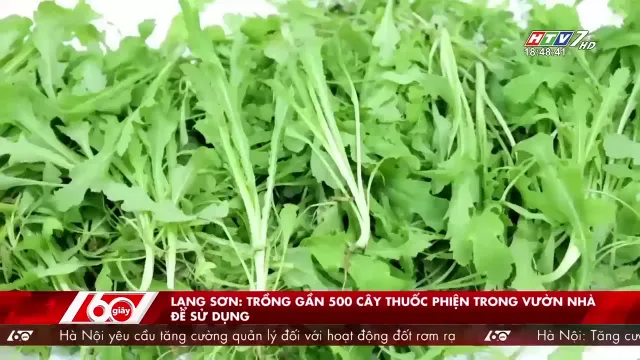 HTV7 HD
18:48:41
60 giây
LẠNG SƠN: TRỒNG GẦN 500 CÂY THUỐC PHIỆN TRONG VƯỜN NHÀ
ĐỂ SỬ DỤNG
Hà Nội yêu cầu tăng cường quản lý đối với hoạt động đốt rơm rạ
Hà Nội: Tăng c